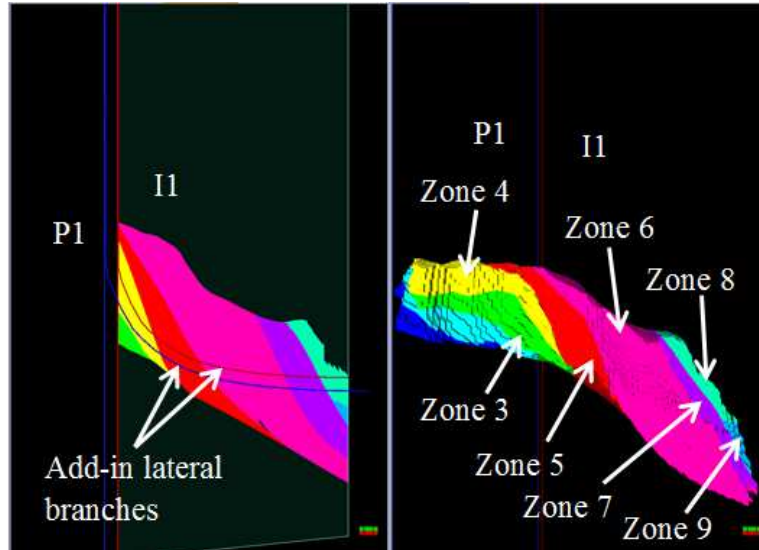 P1
I1
Add-in lateral
branches
P1
I1
Zone 4
Zone 6
Zone 8
Zone 3
Zone 5
Zone 7
Zone 9